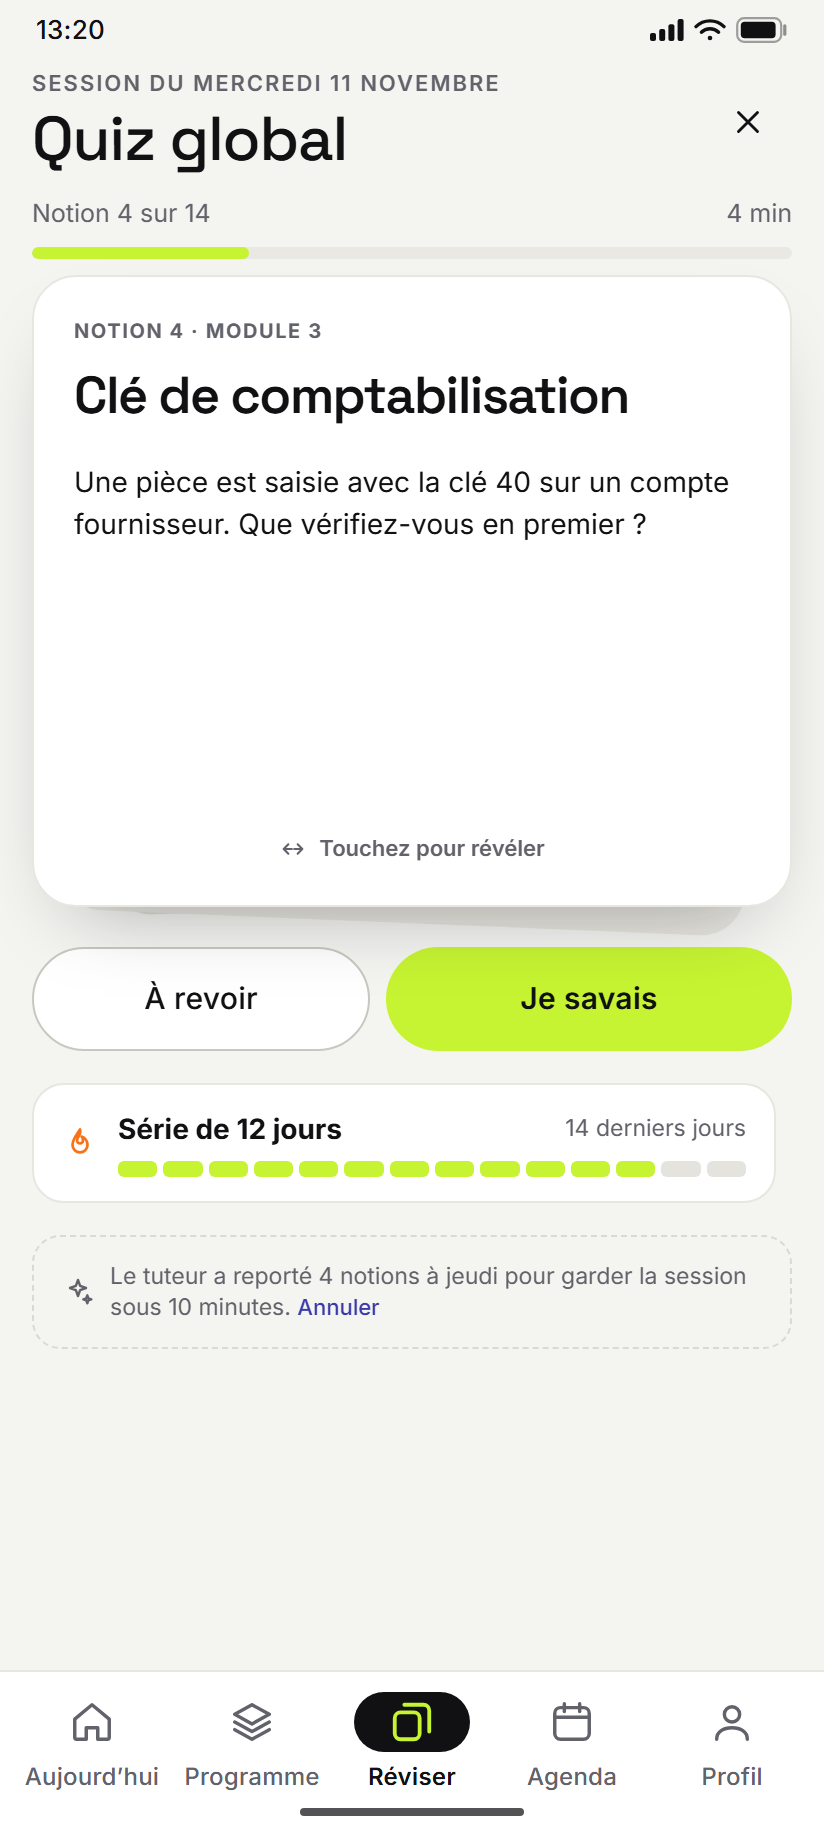 13:20
SESSION DU MERCREDI 11 NOVEMBRE
Quiz global
Notion 4 sur 14
4 min
NOTION 4 · MODULE 3
Clé de comptabilisation
Une pièce est saisie avec la clé 40 sur un compte
fournisseur. Que vérifiez-vous en premier ?
Touchez pour révéler
À revoir
Je savais
Série de 12 jours
14 derniers jours
Le tuteur a reporté 4 notions à jeudi pour garder la session
sous 10 minutes. Annuler
Aujourd’hui
Programme
Réviser
Agenda
Profil